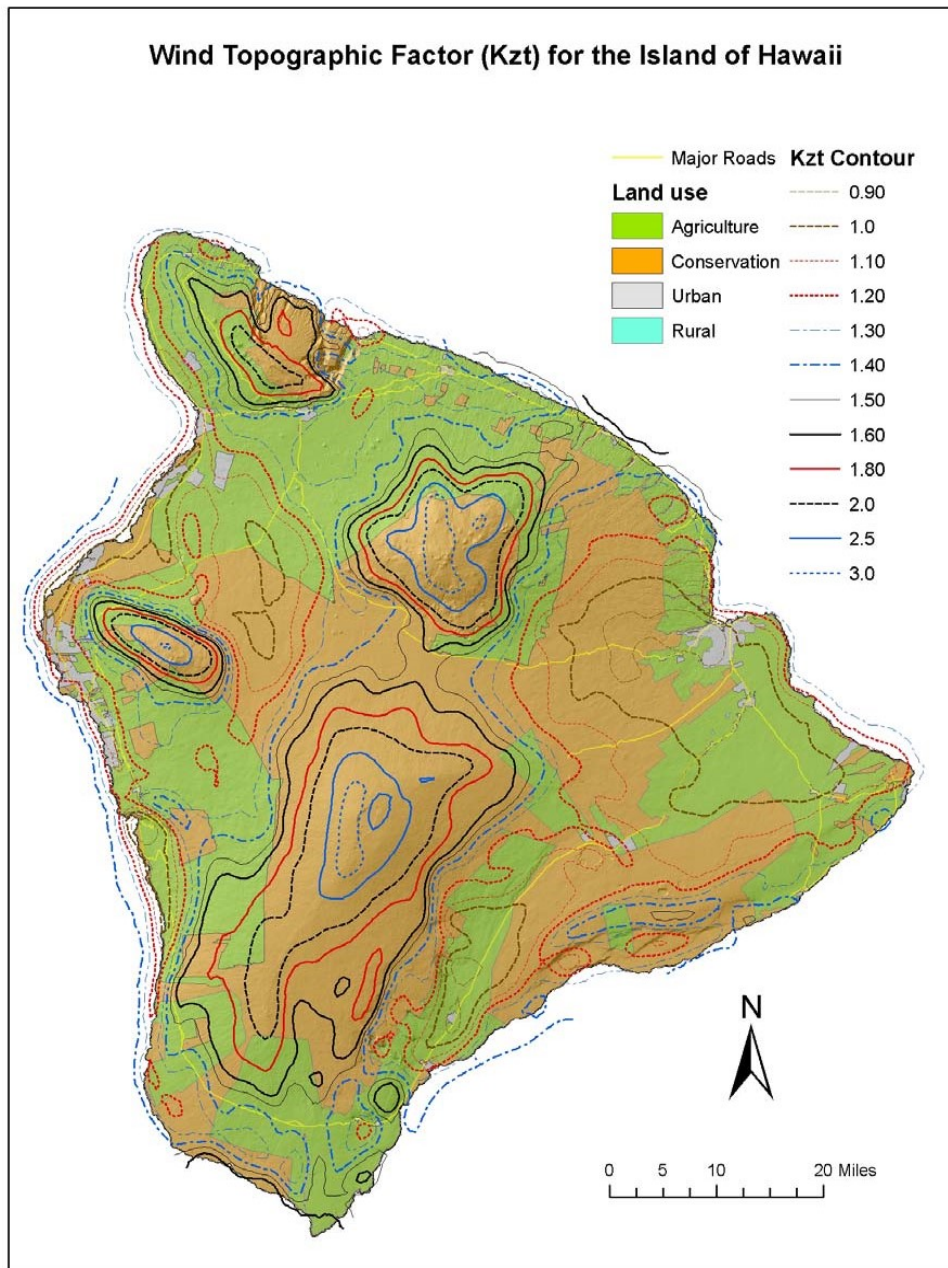 Wind Topographic Factor (Kzt) for the Island of Hawaii
Major Roads
Land use
Agriculture
Conservation
Urban
Rural
Kzt Contour
0.90
1.0
1.10
1.20
1.30
1.40
1.50
1.60
1.80
2.0
2.5
3.0
N
0 5 10 20 Miles